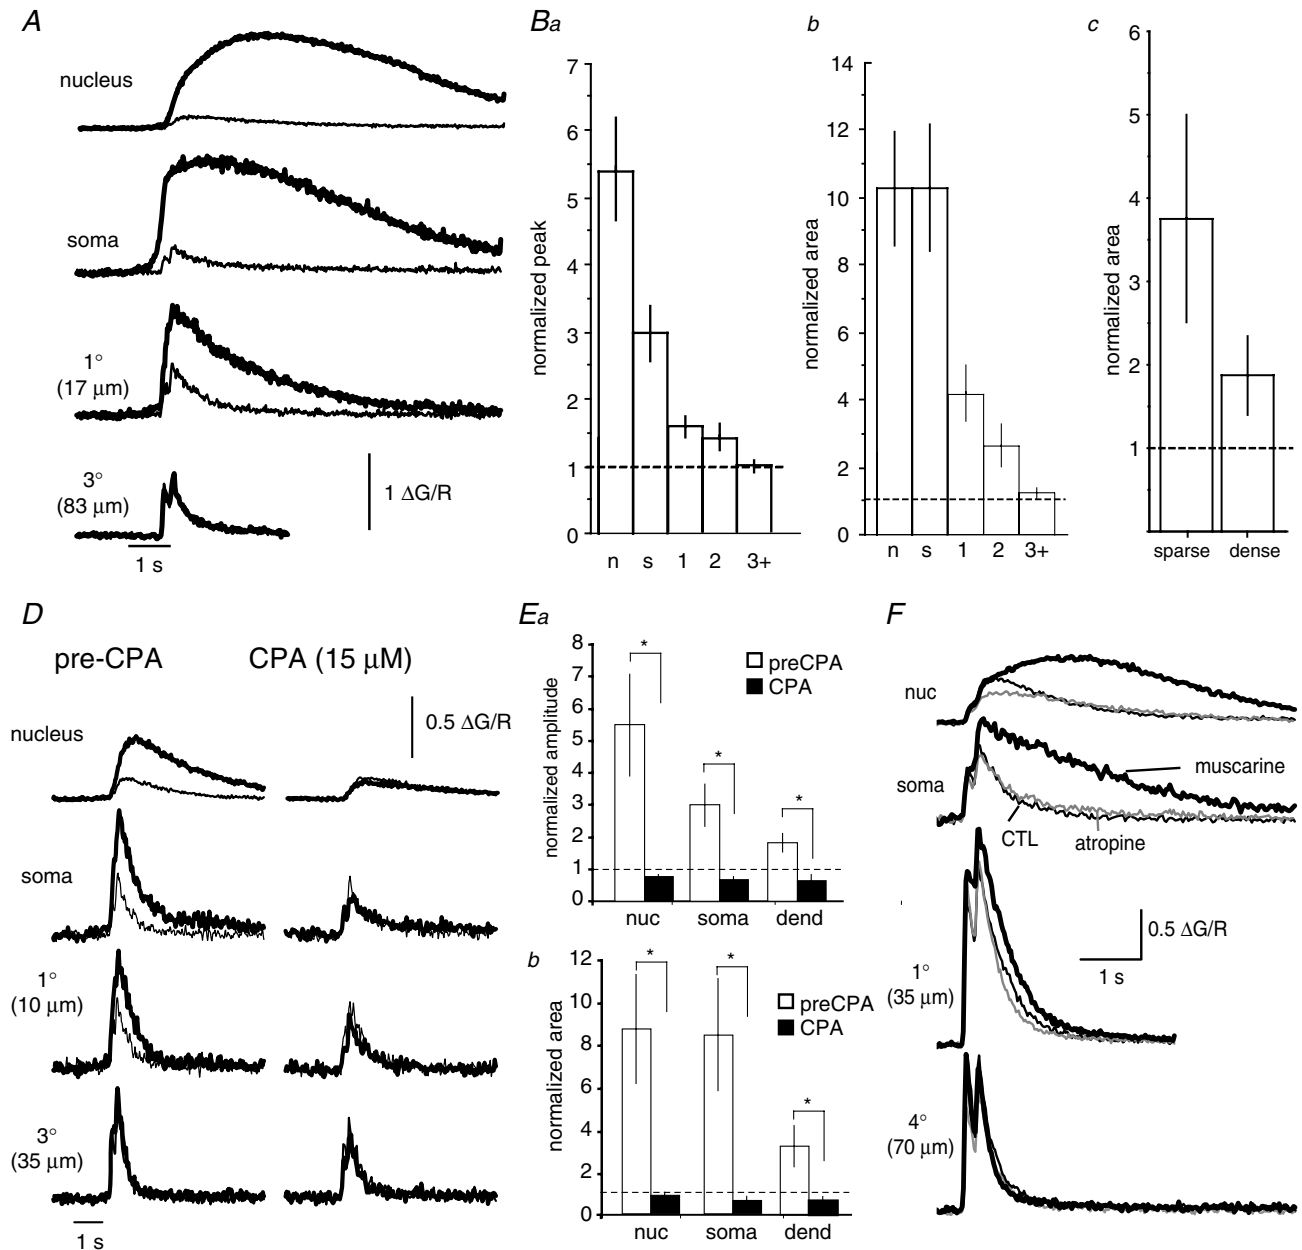 A
nucleus
soma
1°
(17 µm)
3°
(83 µm)
1 ΔG/R
1 s
Ba
normalized peak
7
6
5
4
3
2
1
0
n s 1 2 3+
b
normalized area
14
12
10
8
6
4
2
0
n s 1 2 3+
c
normalized area
6
5
4
3
2
1
sparse dense
D
pre-CPA CPA (15 µM)
0.5 ΔG/R
nucleus
soma
1°
(10 µm)
3°
(35 µm)
1 s
Ea
normalized amplitude
8
7
6
5
4
3
2
1
0
* * *
preCPA
CPA
nuc soma dend
b
normalized area
12
10
8
6
4
2
0
* * *
preCPA
CPA
nuc soma dend
F
nuc
soma
muscarine
CTL
atropine
0.5 ΔG/R
1 s
1°
(35 µm)
4°
(70 µm)